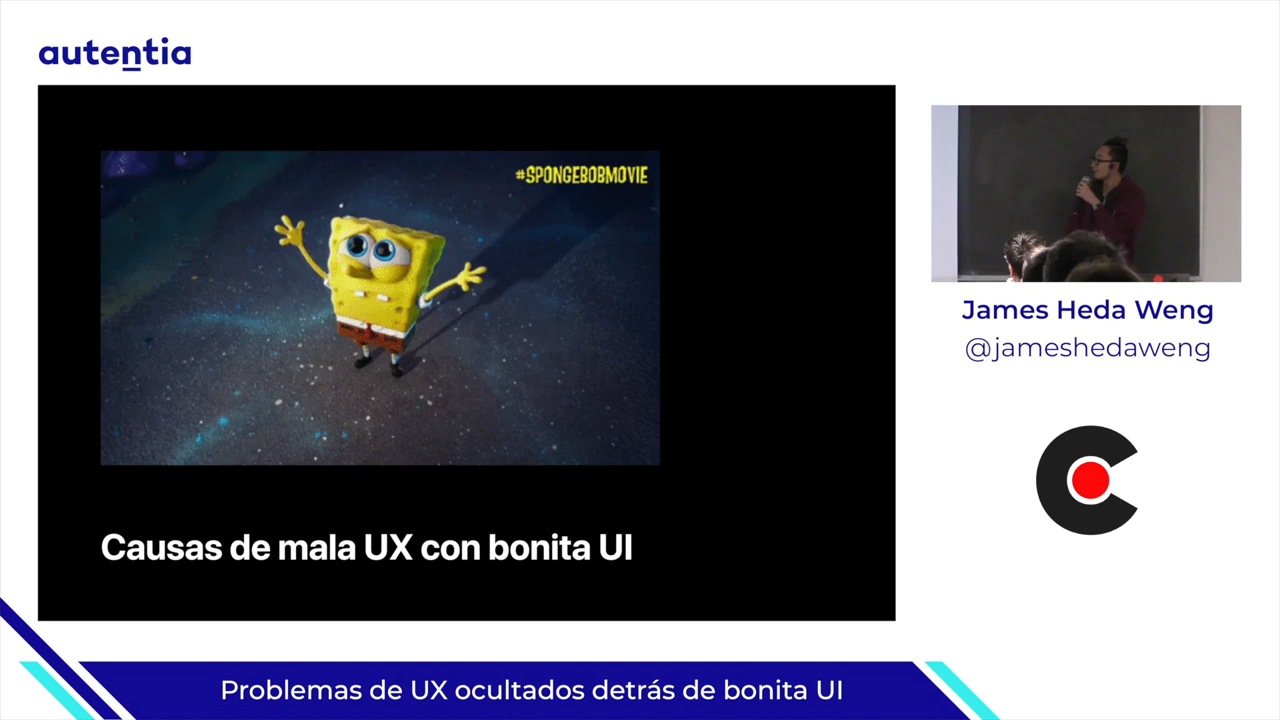 autentia
#SPONGEBOBMOVIE
Causas de mala UX con bonita UI
James Heda Weng
@jameshedaweng
Problemas de UX ocultados detrás de bonita UI